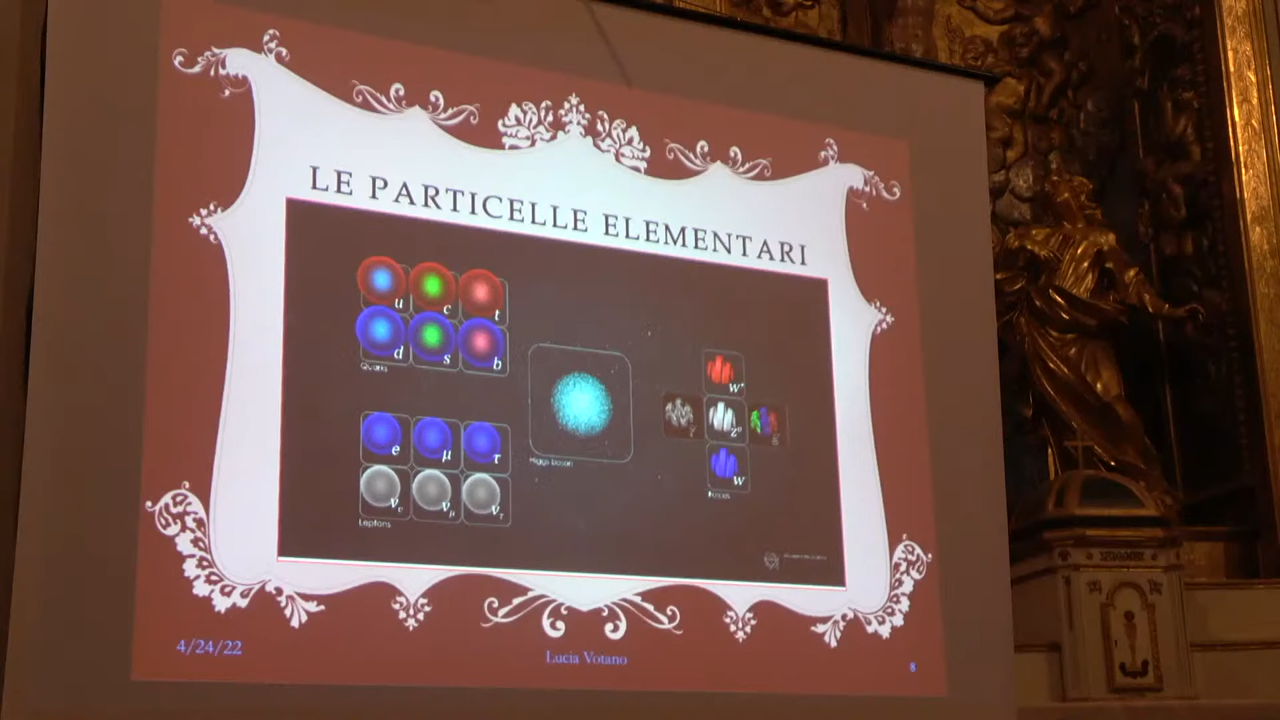 LE PARTICELLE ELEMENTARI
u c t
d s b
Quarks
Higgs boson
e μ τ
νe νμ ντ
Leptons
γ
W+
Z0
g
W
Forces
4/24/22
Lucia Votano
8